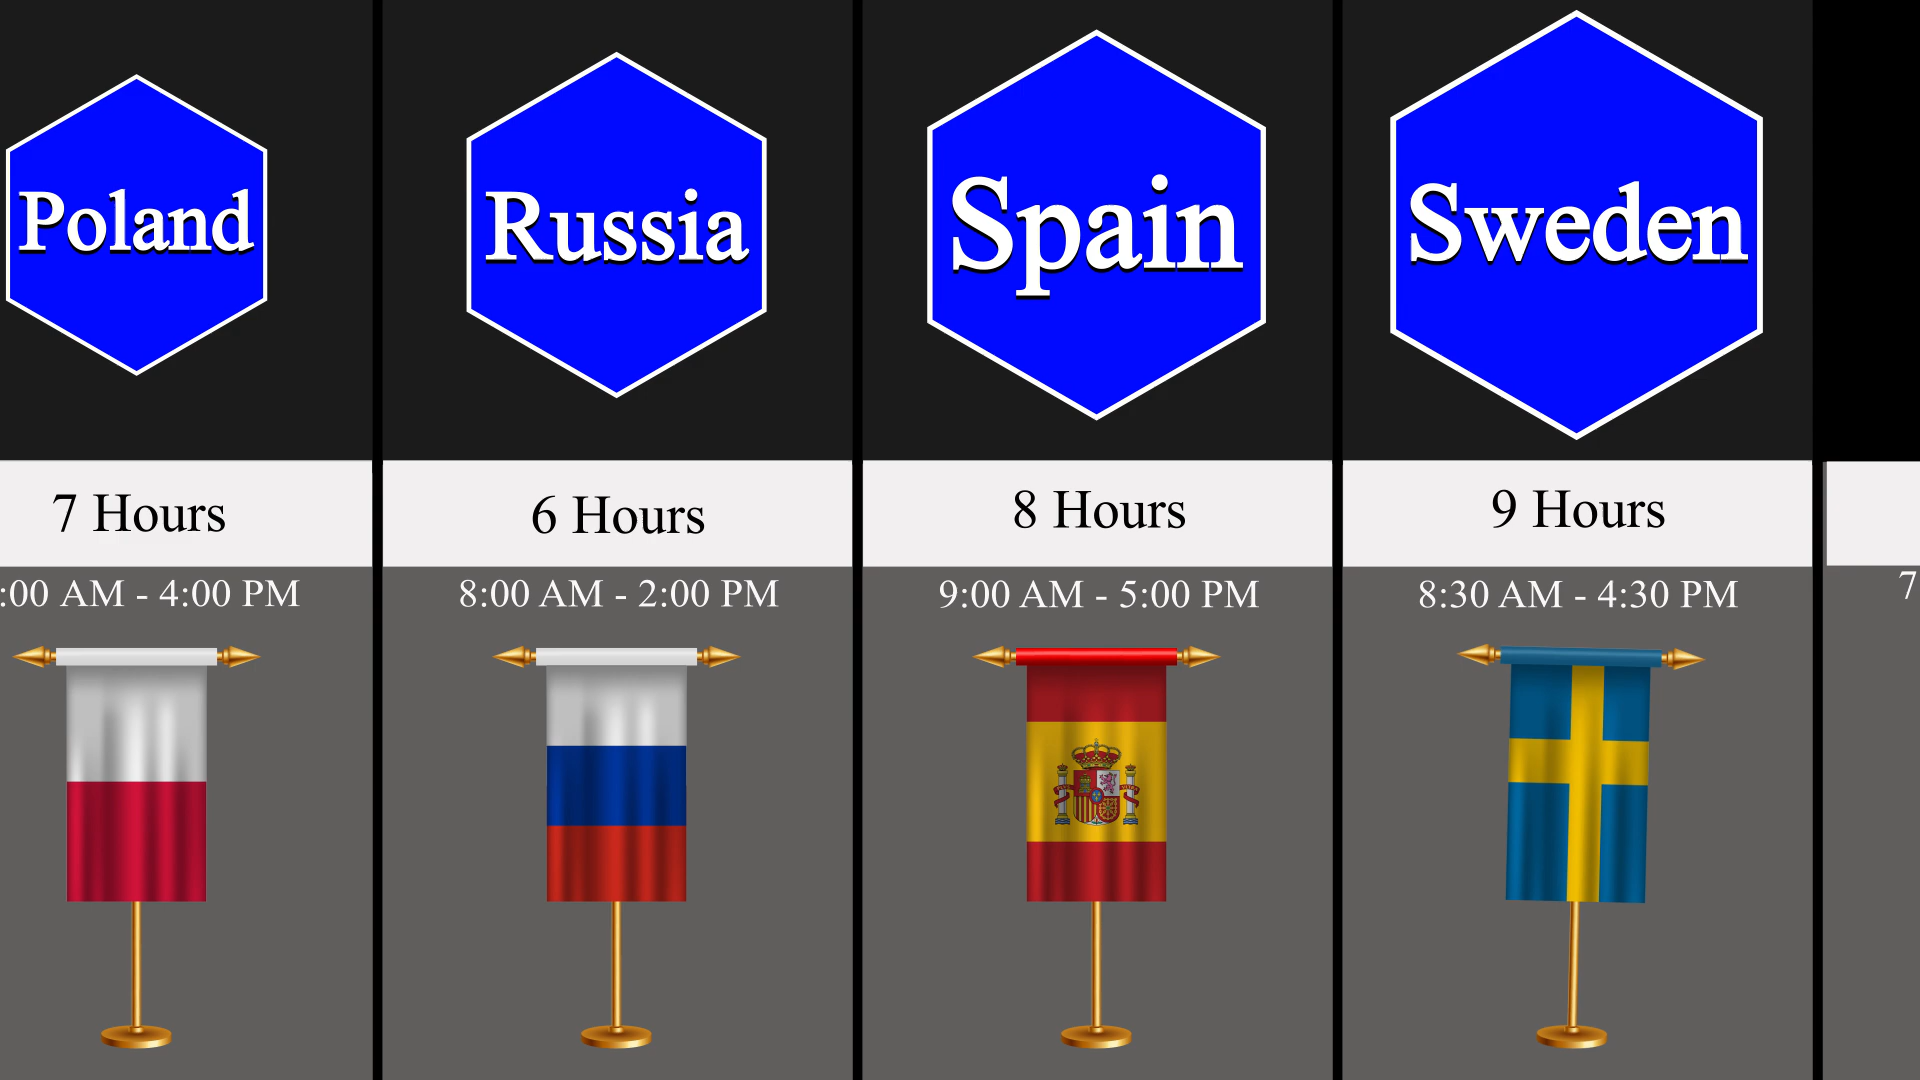 Poland
Russia
Spain
Sweden
7 Hours
6 Hours
8 Hours
9 Hours
:00 AM - 4:00 PM
8:00 AM - 2:00 PM
9:00 AM - 5:00 PM
8:30 AM - 4:30 PM
7